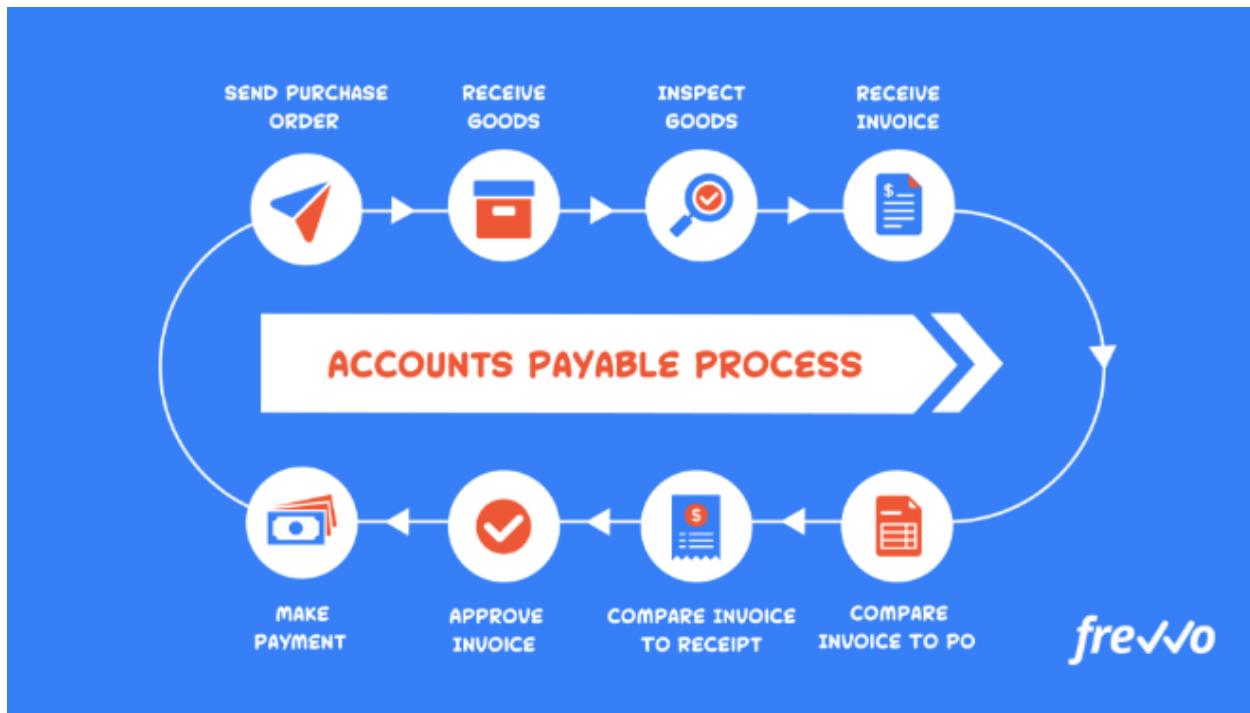 SEND PURCHASE
ORDER
RECEIVE
GOODS
INSPECT
GOODS
RECEIVE
INVOICE
$
ACCOUNTS PAYABLE PROCESS
$
MAKE
PAYMENT
APPROVE
INVOICE
COMPARE INVOICE
TO RECEIPT
COMPARE
INVOICE TO PO
frevvo